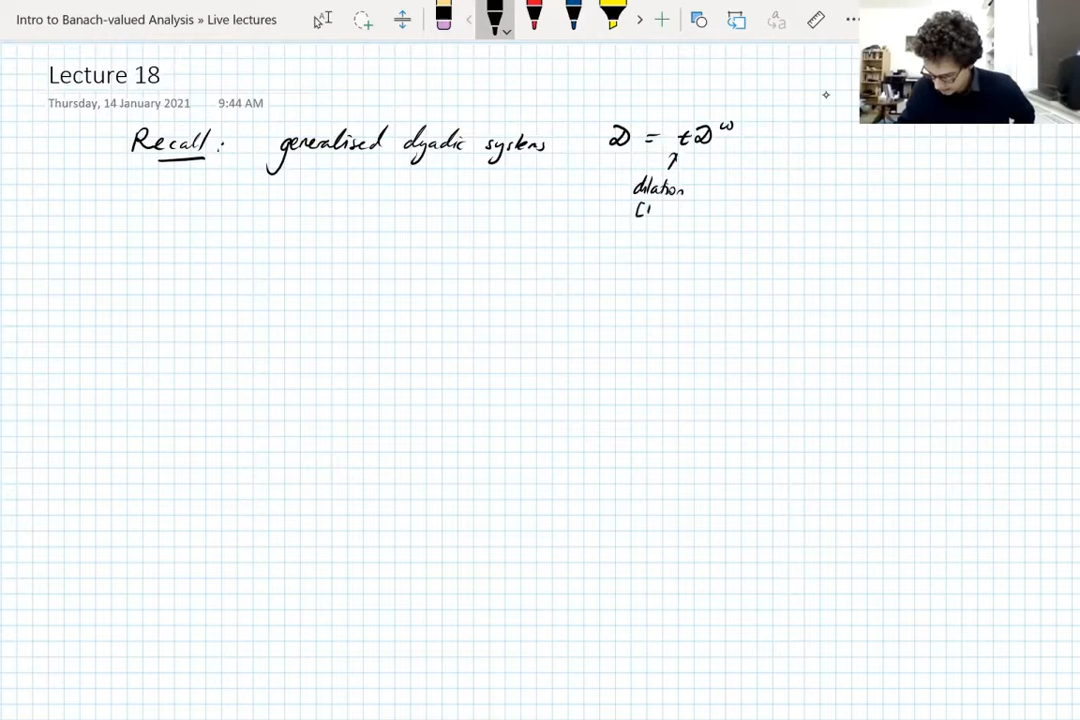 Intro to Banach-valued Analysis » Live lectures
Lecture 18
Thursday, 14 January 2021 9:44 AM
Recall: generalised dyadic systems 𝒟 = t𝒟^ω
↗
dilation
[1